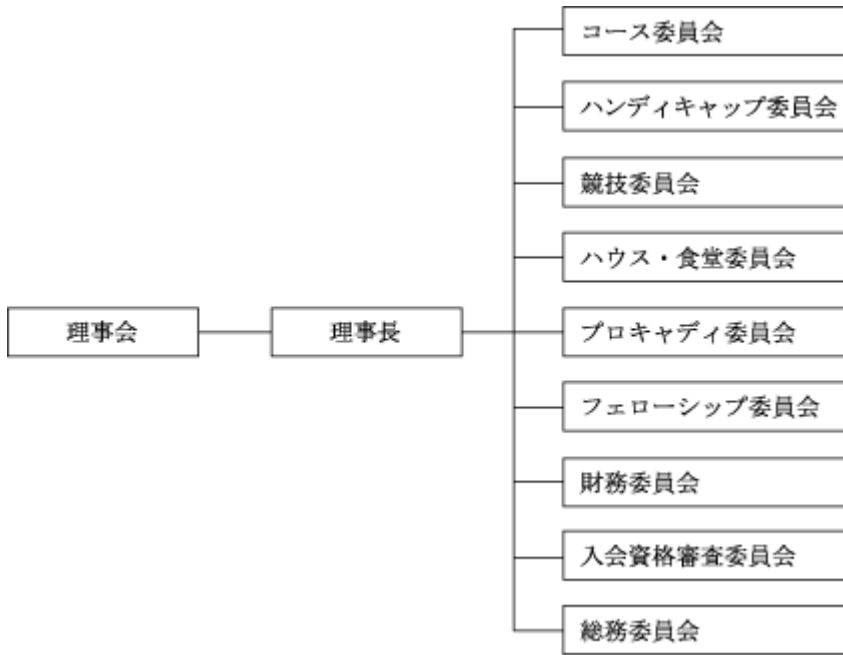 コース委員会
ハンディキャップ委員会
競技委員会
ハウス・食堂委員会
理事会
理事長
プロキャディ委員会
フェローシップ委員会
財務委員会
入会資格審査委員会
総務委員会